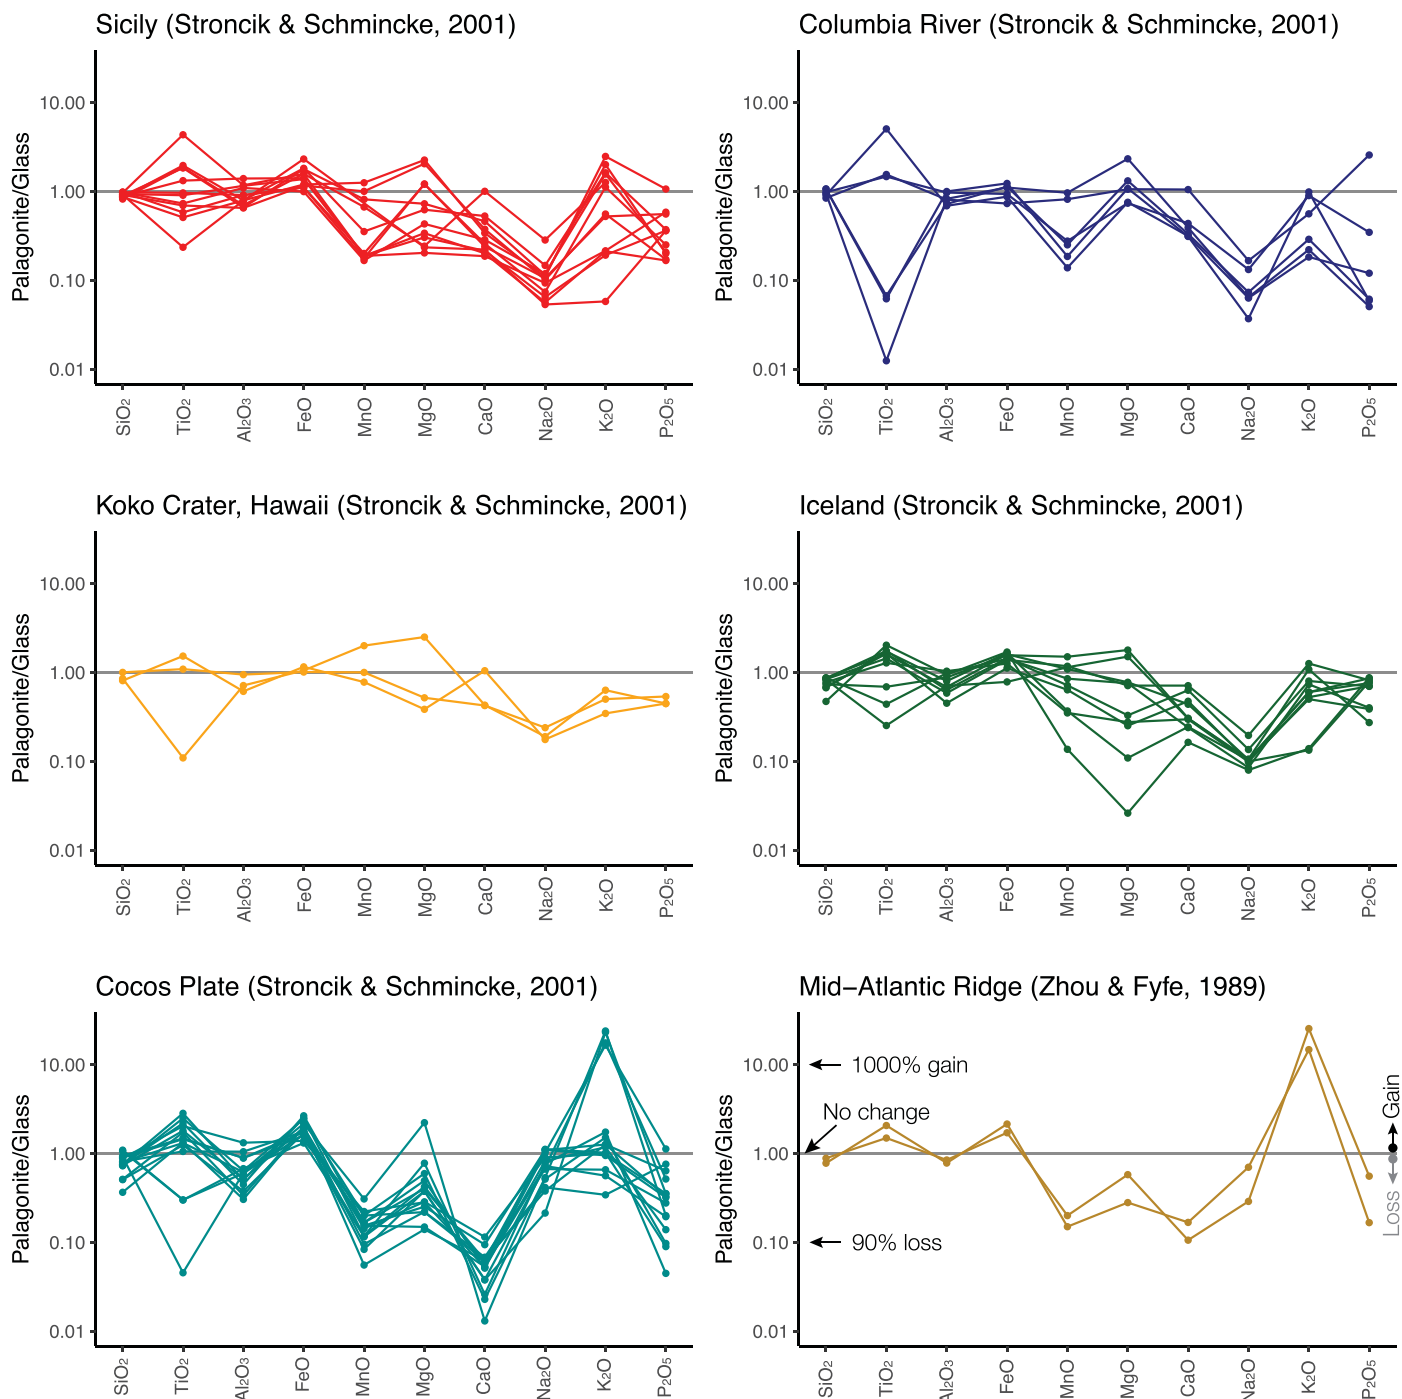 Sicily (Stroncik & Schmincke, 2001)
Palagonite/Glass
10.00
1.00
0.10
0.01
SiO₂ TiO₂ Al₂O₃ FeO MnO MgO CaO Na₂O K₂O P₂O₅
Columbia River (Stroncik & Schmincke, 2001)
Palagonite/Glass
10.00
1.00
0.10
0.01
SiO₂ TiO₂ Al₂O₃ FeO MnO MgO CaO Na₂O K₂O P₂O₅
Koko Crater, Hawaii (Stroncik & Schmincke, 2001)
Palagonite/Glass
10.00
1.00
0.10
0.01
SiO₂ TiO₂ Al₂O₃ FeO MnO MgO CaO Na₂O K₂O P₂O₅
Iceland (Stroncik & Schmincke, 2001)
Palagonite/Glass
10.00
1.00
0.10
0.01
SiO₂ TiO₂ Al₂O₃ FeO MnO MgO CaO Na₂O K₂O P₂O₅
Cocos Plate (Stroncik & Schmincke, 2001)
Palagonite/Glass
10.00
1.00
0.10
0.01
SiO₂ TiO₂ Al₂O₃ FeO MnO MgO CaO Na₂O K₂O P₂O₅
Mid−Atlantic Ridge (Zhou & Fyfe, 1989)
Palagonite/Glass
10.00
1.00
0.10
0.01
1000% gain
No change
90% loss
Gain
Loss
SiO₂ TiO₂ Al₂O₃ FeO MnO MgO CaO Na₂O K₂O P₂O₅